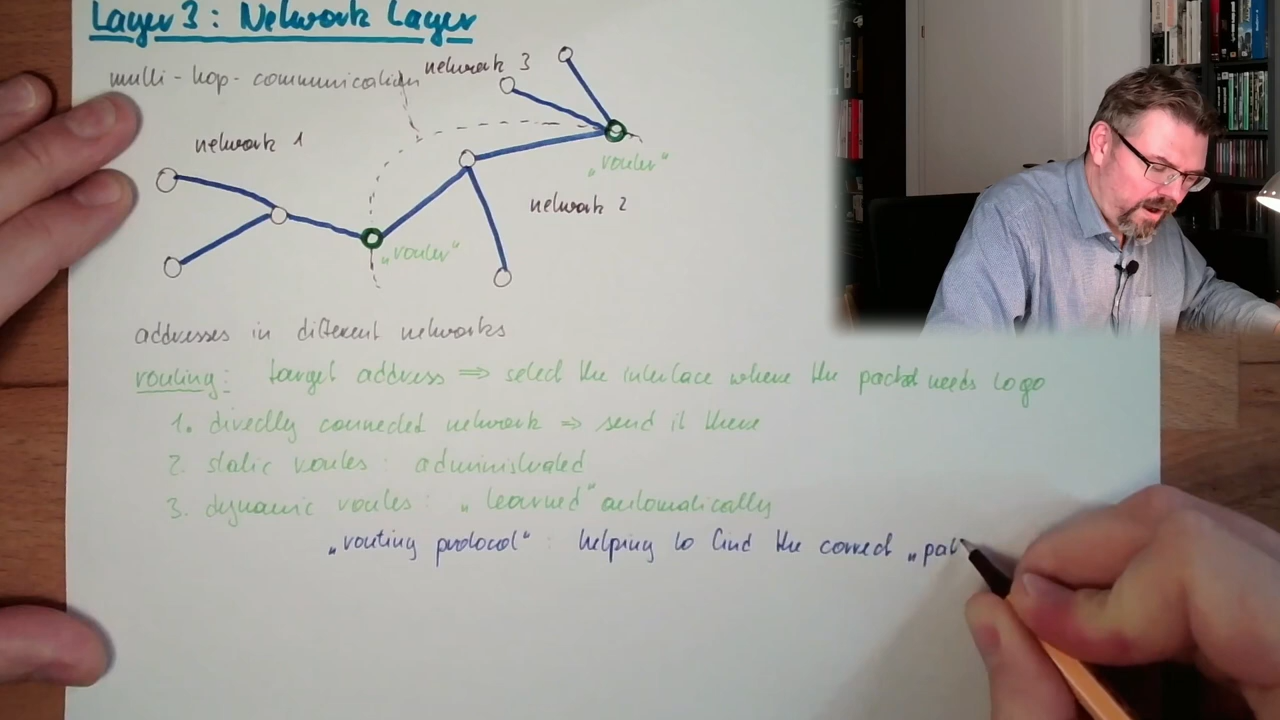 Layer 3: Network Layer
multi-hop-communication
network 3
network 1
"router"
network 2
"router"
addresses in different networks
routing: target address ⇒ select the interface where the packet needs to go
1. directly connected network ⇒ send it there
2. static routes: administrated
3. dynamic routes: „learned" automatically
„routing protocol": helping to find the correct „pat